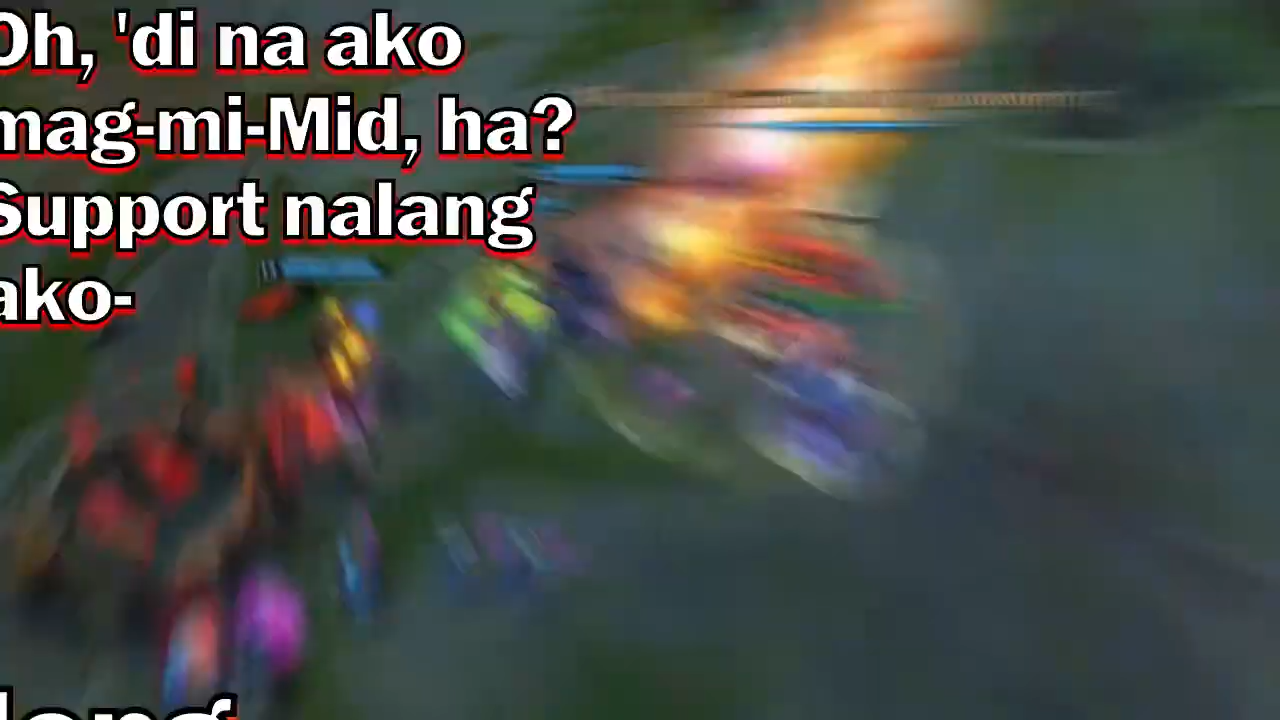 Oh, 'di na ako
mag-mi-Mid, ha?
Support nalang
ako-